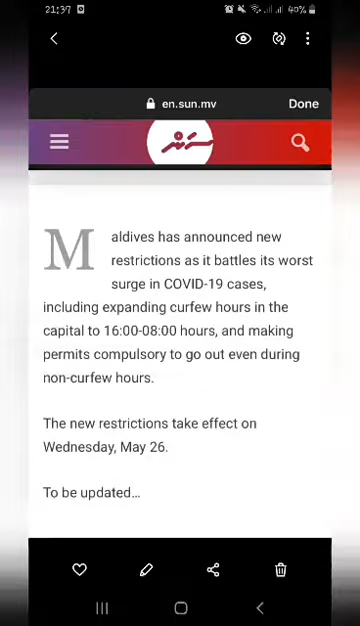 21:37
40%
en.sun.mv
Done
ސަން
Maldives has announced new
restrictions as it battles its worst
surge in COVID-19 cases,
including expanding curfew hours in the
capital to 16:00-08:00 hours, and making
permits compulsory to go out even during
non-curfew hours.
The new restrictions take effect on
Wednesday, May 26.
To be updated...